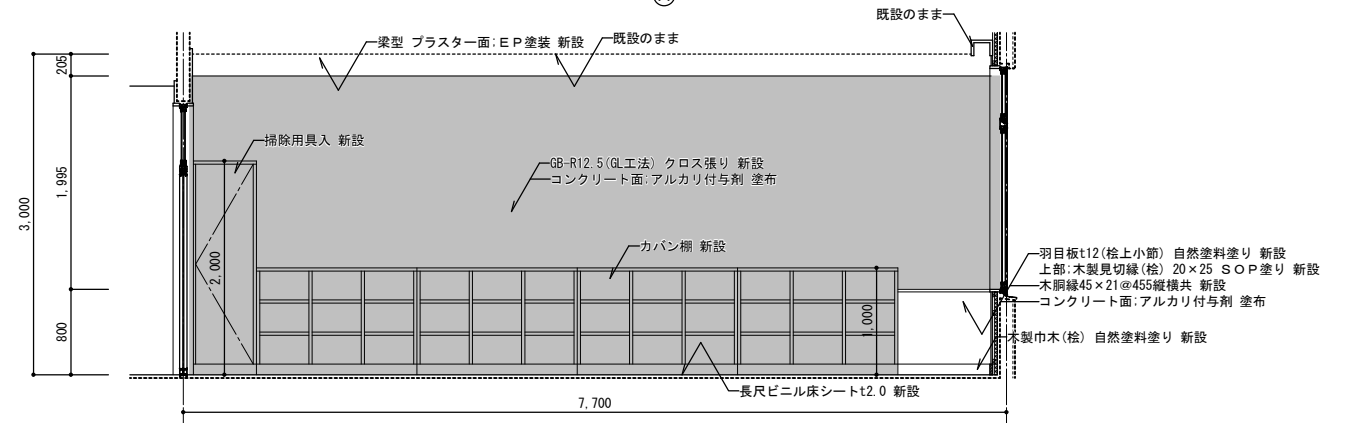 既設のまま
梁型 プラスター面;ＥＰ塗装 新設
既設のまま
205
掃除用具入 新設
GB-R12.5(GL工法) クロス張り 新設
コンクリート面;アルカリ付与剤 塗布
1,995
3,000
カバン棚 新設
2,000
羽目板t12(桧上小節) 自然塗料塗り 新設
上部;木製見切縁(桧) 20×25 ＳＯＰ塗り 新設
木胴縁45×21@455縦横共 新設
コンクリート面;アルカリ付与剤 塗布
800
1,000
木製巾木(桧) 自然塗料塗り 新設
長尺ビニル床シートt2.0 新設
7,700